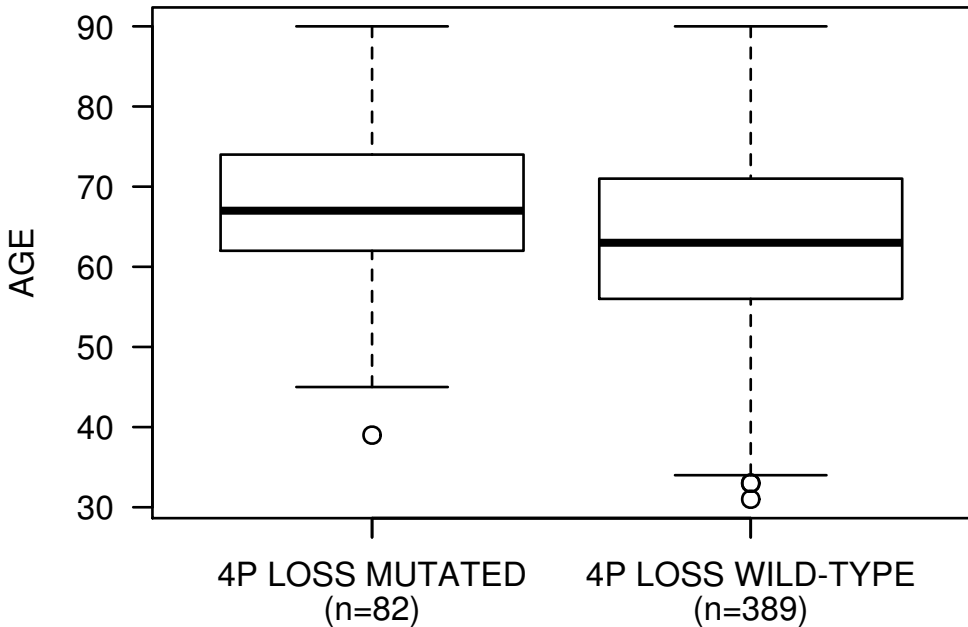 90
80
70
60
50
40
30
AGE
4P LOSS MUTATED
(n=82)
4P LOSS WILD-TYPE
(n=389)